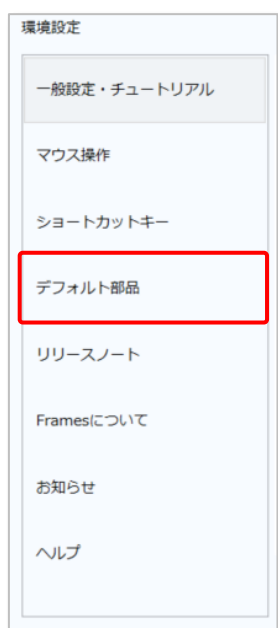 環境設定
一般設定・チュートリアル
マウス操作
ショートカットキー
デフォルト部品
リリースノート
Framesについて
お知らせ
ヘルプ